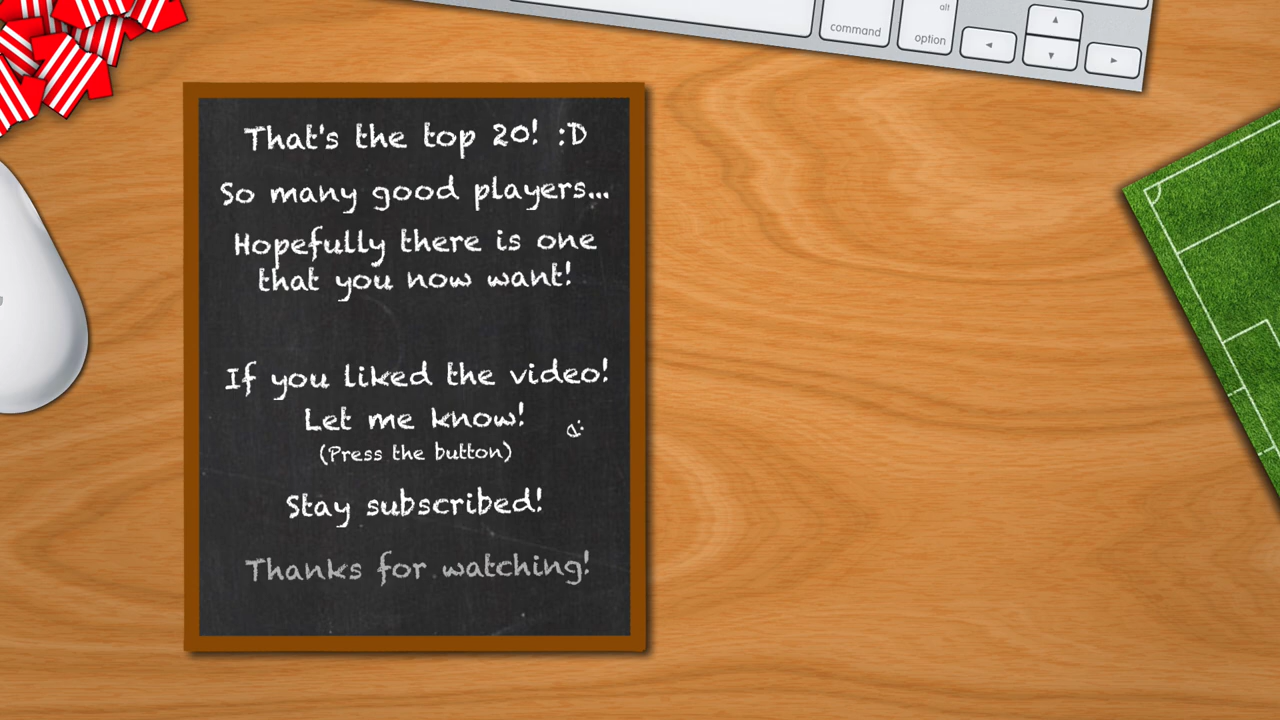 alt
command
option
That's the top 20! :D
So many good players...
Hopefully there is one
that you now want!
If you liked the video!
Let me know!
(Press the button)
Stay subscribed!
Thanks for watching!